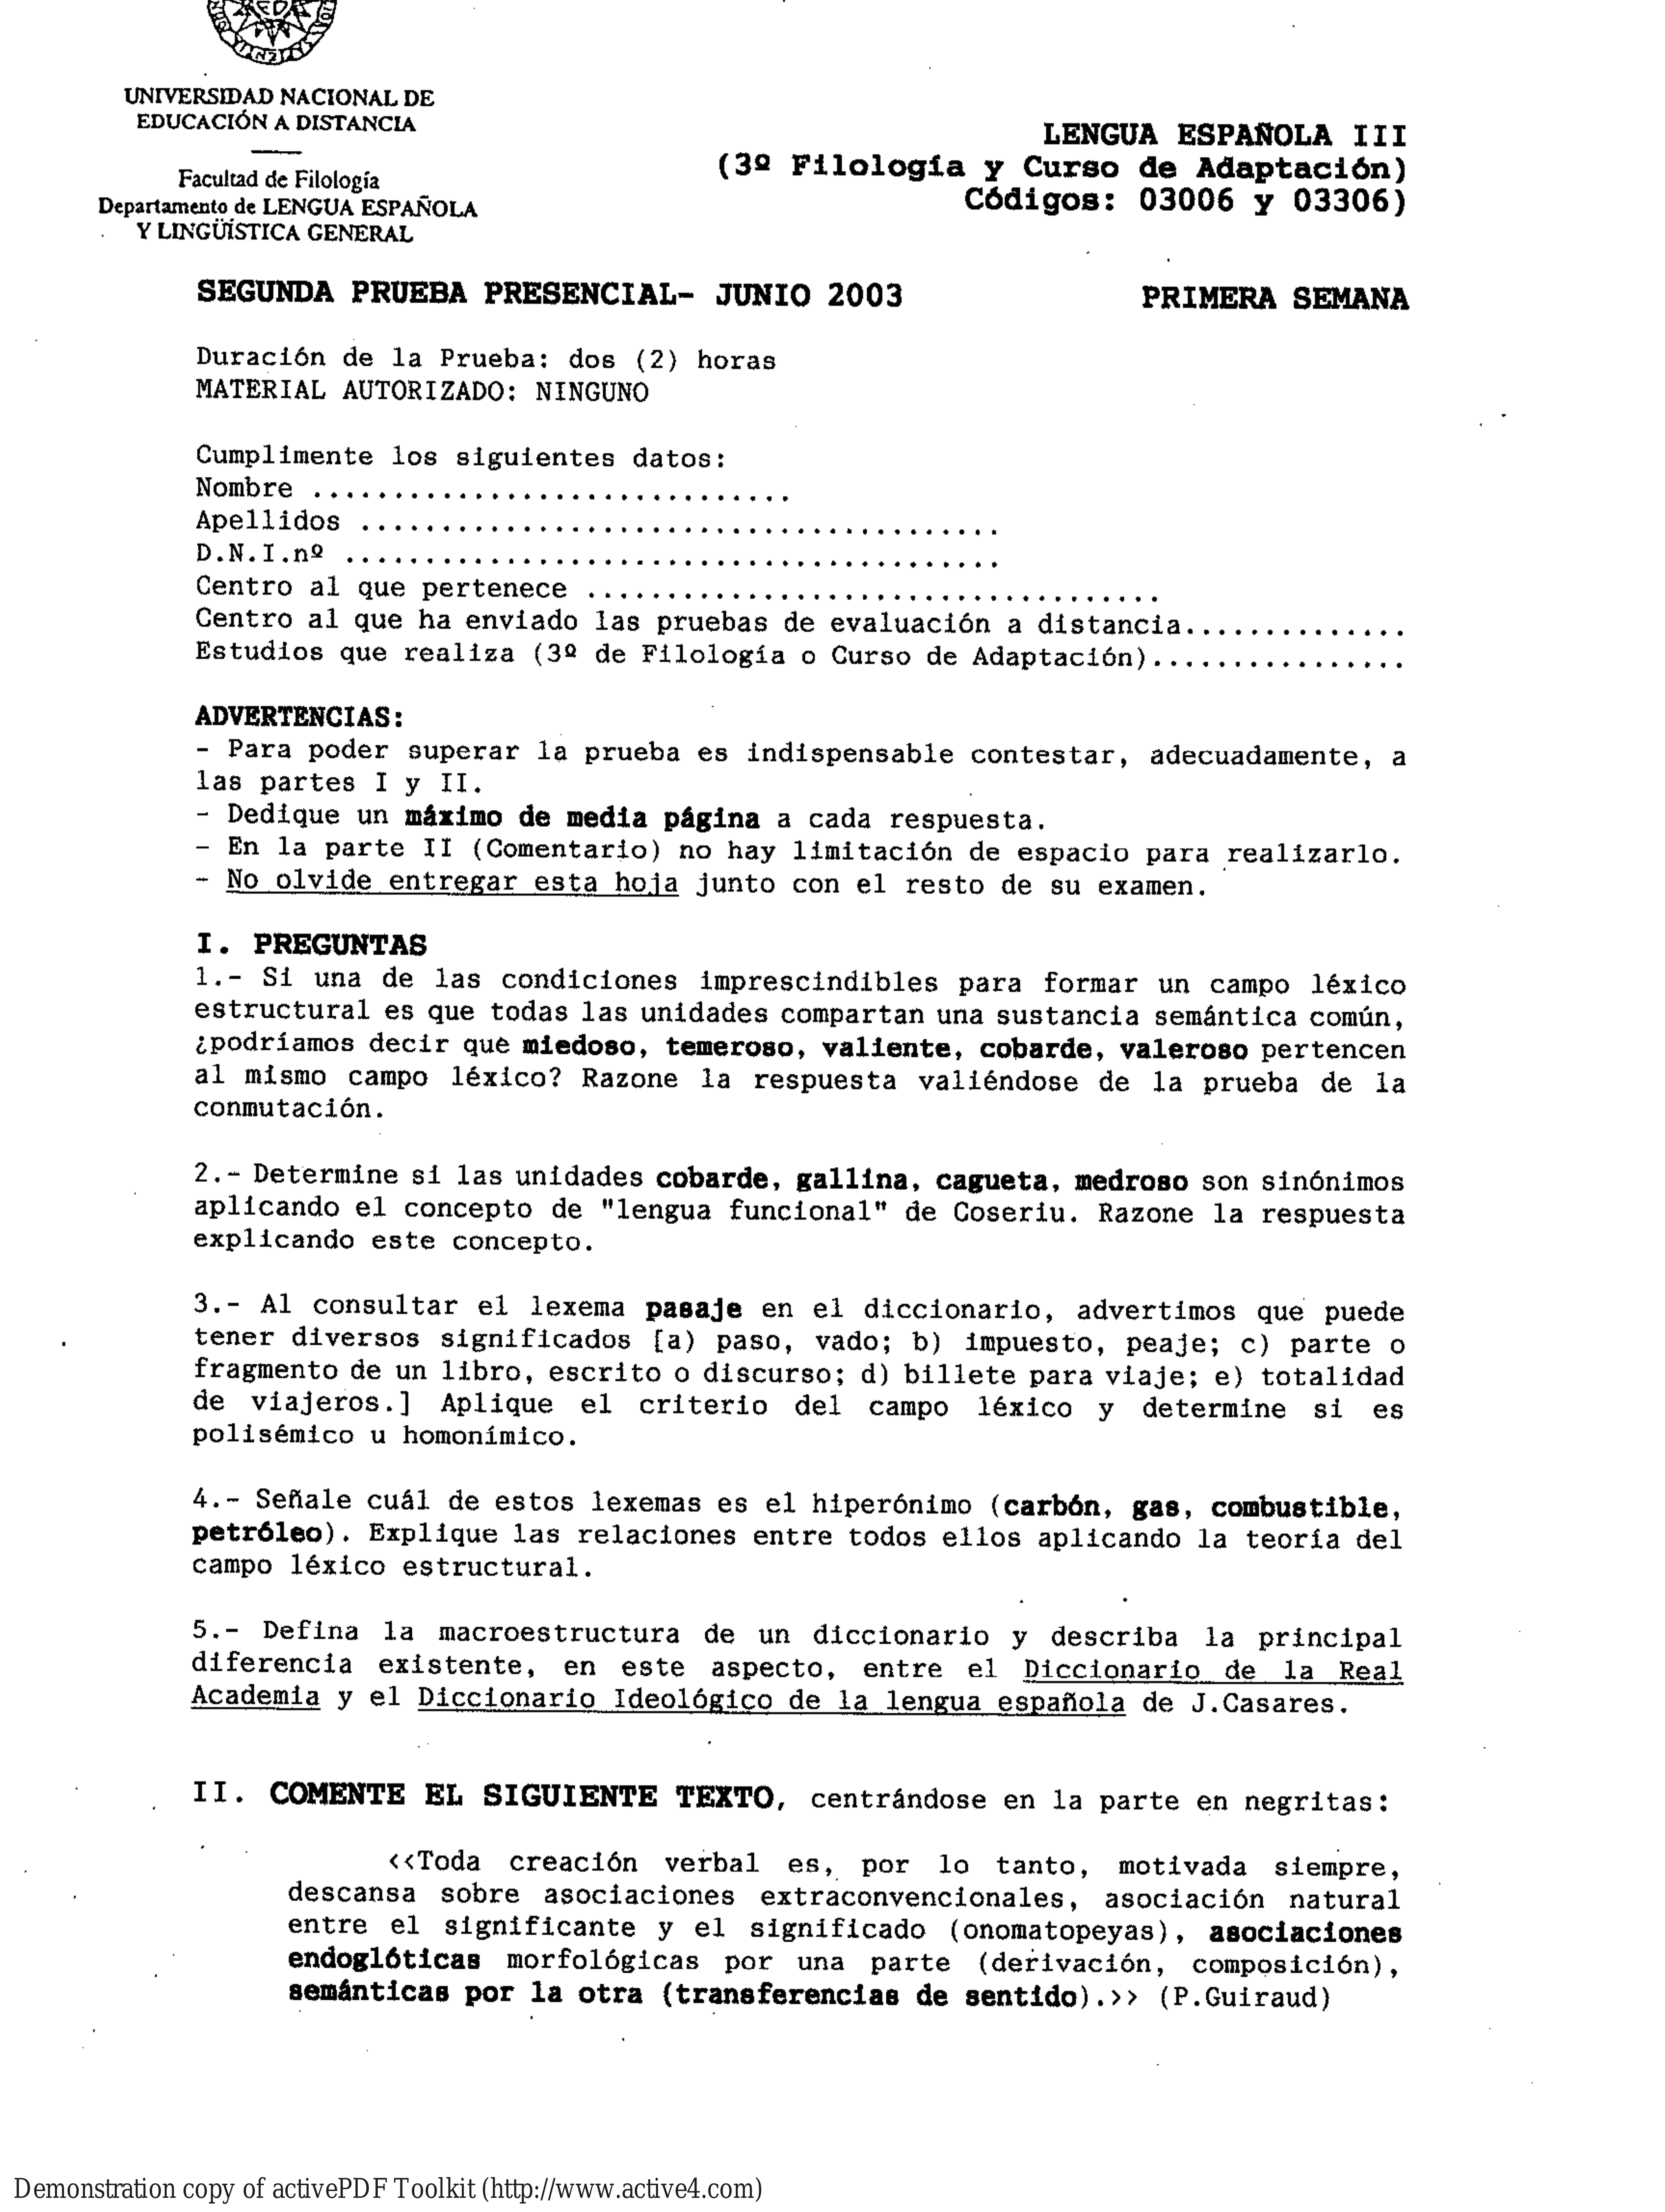 UNIVERSIDAD NACIONAL DE
EDUCACIÓN A DISTANCIA
Facultad de Filología
Departamento de LENGUA ESPAÑOLA
Y LINGÜÍSTICA GENERAL
LENGUA ESPAÑOLA III
(3º Filología y Curso de Adaptación)
Códigos: 03006 y 03306)
SEGUNDA PRUEBA PRESENCIAL- JUNIO 2003 PRIMERA SEMANA
Duración de la Prueba: dos (2) horas
MATERIAL AUTORIZADO: NINGUNO
Cumplimente los siguientes datos:
Nombre ..............................
Apellidos ........................................
D.N.I.nº .........................................
Centro al que pertenece ....................................
Centro al que ha enviado las pruebas de evaluación a distancia..............
Estudios que realiza (3º de Filología o Curso de Adaptación)................
ADVERTENCIAS:
- Para poder superar la prueba es indispensable contestar, adecuadamente, a
las partes I y II.
- Dedique un máximo de media página a cada respuesta.
- En la parte II (Comentario) no hay limitación de espacio para realizarlo.
- No olvide entregar esta hoja junto con el resto de su examen.
I. PREGUNTAS
1.- Si una de las condiciones imprescindibles para formar un campo léxico
estructural es que todas las unidades compartan una sustancia semántica común,
¿podríamos decir que miedoso, temeroso, valiente, cobarde, valeroso pertencen
al mismo campo léxico? Razone la respuesta valiéndose de la prueba de la
conmutación.
2.- Determine si las unidades cobarde, gallina, cagueta, medroso son sinónimos
aplicando el concepto de "lengua funcional" de Coseriu. Razone la respuesta
explicando este concepto.
3.- Al consultar el lexema pasaje en el diccionario, advertimos que puede
tener diversos significados [a) paso, vado; b) impuesto, peaje; c) parte o
fragmento de un libro, escrito o discurso; d) billete para viaje; e) totalidad
de viajeros.] Aplique el criterio del campo léxico y determine si es
polisémico u homonímico.
4.- Señale cuál de estos lexemas es el hiperónimo (carbón, gas, combustible,
petróleo). Explique las relaciones entre todos ellos aplicando la teoría del
campo léxico estructural.
5.- Defina la macroestructura de un diccionario y describa la principal
diferencia existente, en este aspecto, entre el Diccionario de la Real
Academia y el Diccionario Ideológico de la lengua española de J.Casares.
II. COMENTE EL SIGUIENTE TEXTO, centrándose en la parte en negritas:
<<Toda creación verbal es, por lo tanto, motivada siempre,
descansa sobre asociaciones extraconvencionales, asociación natural
entre el significante y el significado (onomatopeyas), asociaciones
endoglóticas morfológicas por una parte (derivación, composición),
semánticas por la otra (transferencias de sentido).>> (P.Guiraud)
Demonstration copy of activePDF Toolkit (http://www.active4.com)